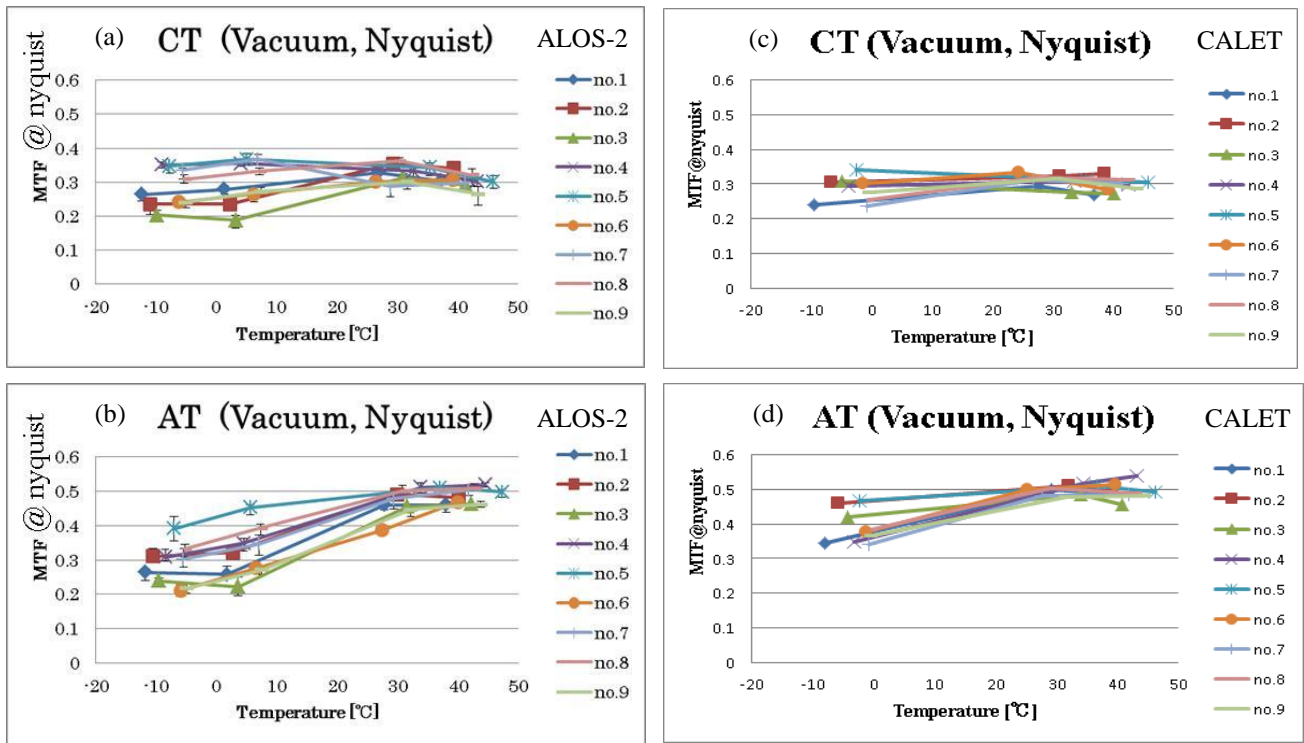 (a) CT (Vacuum, Nyquist) ALOS-2
MTF @ nyquist
0.6
0.5
0.4
0.3
0.2
0.1
0
-20 -10 0 10 20 30 40 50
Temperature [℃]
no.1
no.2
no.3
no.4
no.5
no.6
no.7
no.8
no.9
(c) CT (Vacuum, Nyquist) CALET
MTF@nyquist
0.6
0.5
0.4
0.3
0.2
0.1
0
-20 -10 0 10 20 30 40 50
Temperature [℃]
no.1
no.2
no.3
no.4
no.5
no.6
no.7
no.8
no.9
(b) AT (Vacuum, Nyquist) ALOS-2
MTF @ nyquist
0.6
0.5
0.4
0.3
0.2
0.1
0
-20 -10 0 10 20 30 40 50
Temperature [℃]
no.1
no.2
no.3
no.4
no.5
no.6
no.7
no.8
no.9
(d) AT (Vacuum, Nyquist) CALET
MTF@nyquist
0.6
0.5
0.4
0.3
0.2
0.1
0
-20 -10 0 10 20 30 40 50
Temperature [℃]
no.1
no.2
no.3
no.4
no.5
no.6
no.7
no.8
no.9